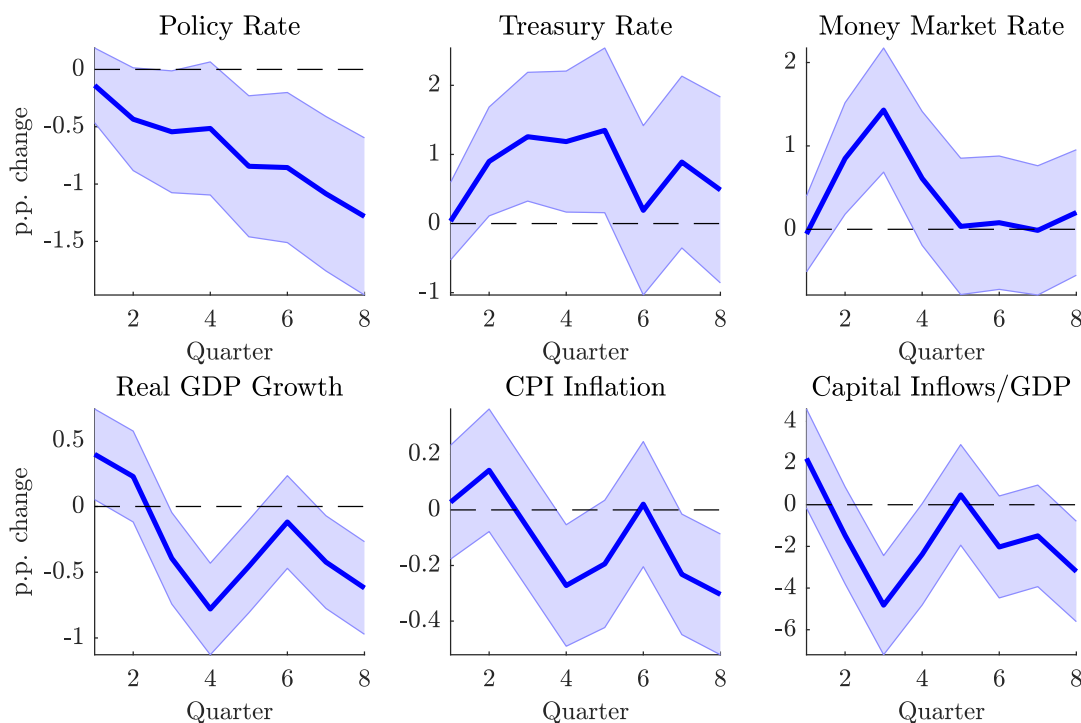 Policy Rate
p.p. change
0
-0.5
-1
-1.5
2 4 6 8
Quarter
Treasury Rate
2
1
0
-1
2 4 6 8
Quarter
Money Market Rate
2
1
0
2 4 6 8
Quarter
Real GDP Growth
p.p. change
0.5
0
-0.5
-1
2 4 6 8
Quarter
CPI Inflation
0.2
0
-0.2
-0.4
2 4 6 8
Quarter
Capital Inflows/GDP
4
2
0
-2
-4
-6
2 4 6 8
Quarter